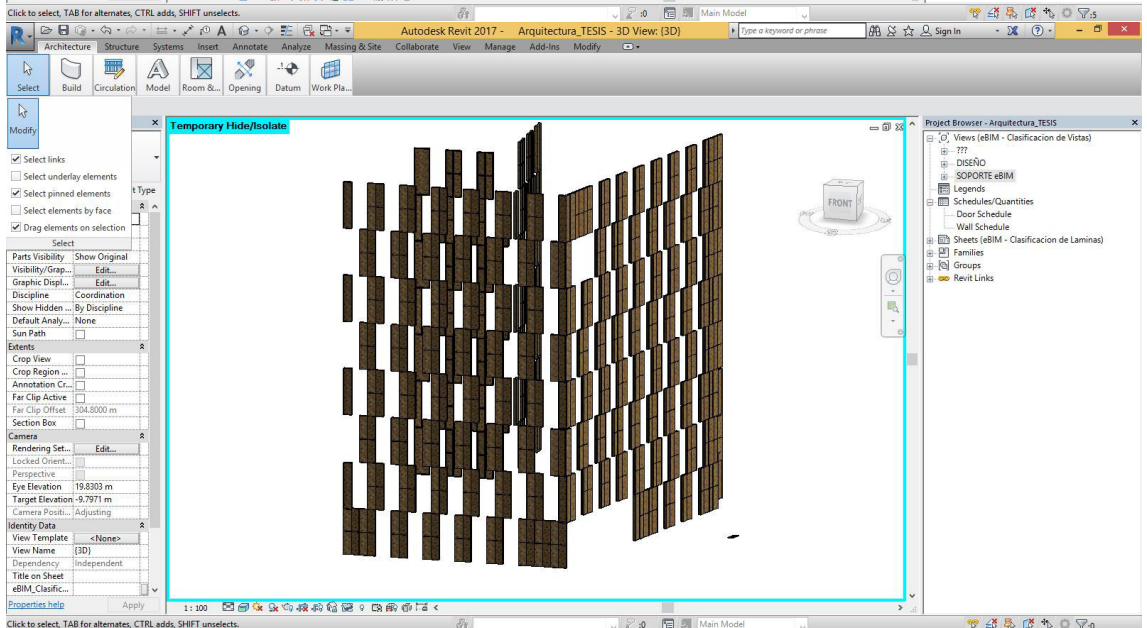 Click to select, TAB for alternates, CTRL adds, SHIFT unselects.
:0
Main Model
:5
Autodesk Revit 2017 - Arquitectura_TESIS - 3D View: {3D}
Type a keyword or phrase
Sign In
Architecture Structure Systems Insert Annotate Analyze Massing & Site Collaborate View Manage Add-Ins Modify
Select Build Circulation Model Room &... Opening Datum Work Pla...
Modify
Select links
Select underlay elements
Select pinned elements
Select elements by face
Drag elements on selection
Select
t Type
Parts Visibility Show Original
Visibility/Grap... Edit...
Graphic Displ... Edit...
Discipline Coordination
Show Hidden ... By Discipline
Default Analy... None
Sun Path
Extents
Crop View
Crop Region ...
Annotation Cr...
Far Clip Active
Far Clip Offset 304.8000 m
Section Box
Camera
Rendering Set... Edit...
Locked Orient...
Perspective
Eye Elevation 19.8303 m
Target Elevation -9.7971 m
Camera Positi... Adjusting
Identity Data
View Template <None>
View Name {3D}
Dependency Independent
Title on Sheet
eBIM_Clasific...
Properties help Apply
Temporary Hide/Isolate
FRONT
1 : 100
Project Browser - Arquitectura_TESIS
Views (eBIM - Clasificacion de Vistas)
???
DISEÑO
SOPORTE eBIM
Legends
Schedules/Quantities
Door Schedule
Wall Schedule
Sheets (eBIM - Clasificacion de Laminas)
Families
Groups
Revit Links
Click to select, TAB for alternates, CTRL adds, SHIFT unselects.
:0
Main Model